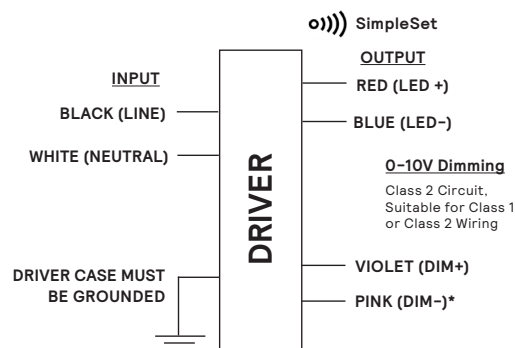 SimpleSet
INPUT
BLACK (LINE)
WHITE (NEUTRAL)
DRIVER CASE MUST
BE GROUNDED
DRIVER
OUTPUT
RED (LED +)
BLUE (LED-)
0-10V Dimming
Class 2 Circuit,
Suitable for Class 1
or Class 2 Wiring
VIOLET (DIM+)
PINK (DIM-)*